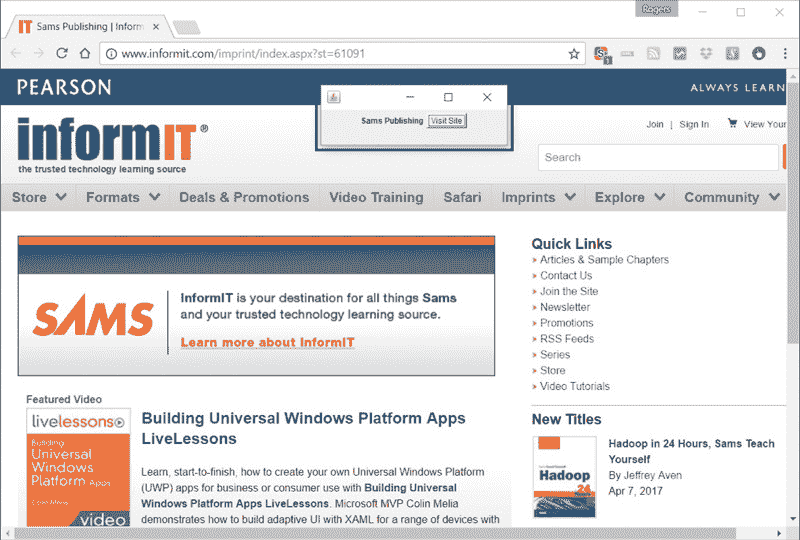 Rogers
Sams Publishing | Inform
www.informit.com/imprint/index.aspx?st=61091
PEARSON
ALWAYS LEARN
Sams Publishing Visit Site
informIT®
the trusted technology learning source
Join | Sign In View Your
Search
Store Formats Deals & Promotions Video Training Safari Imprints Explore Community
SAMS
InformIT is your destination for all things Sams
and your trusted technology learning source.
Learn more about InformIT
Quick Links
Articles & Sample Chapters
Contact Us
Join the Site
Newsletter
Promotions
RSS Feeds
Series
Store
Video Tutorials
Featured Video
livelessons
Building
Universal
Windows
Platform Apps
video
Building Universal Windows Platform Apps
LiveLessons
Learn, start-to-finish, how to create your own Universal Windows Platform
(UWP) apps for business or consumer use with Building Universal
Windows Platform Apps LiveLessons. Microsoft MVP Colin Melia
demonstrates how to build adaptive UI with XAML for a range of devices with
New Titles
Hadoop
24
Hadoop in 24 Hours, Sams Teach
Yourself
By Jeffrey Aven
Apr 7, 2017